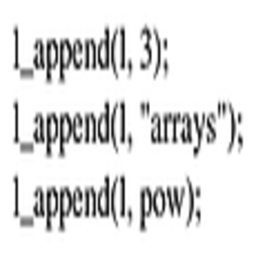 l_append(l, 3);
l_append(l, "arrays");
l_append(l, pow);